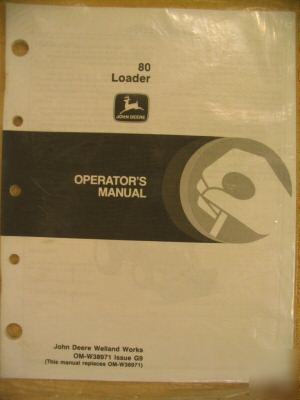 80
Loader
JOHN DEERE
OPERATOR'S
MANUAL
John Deere Welland Works
OM-W38971 Issue G9
(This manual replaces OM-W38971)